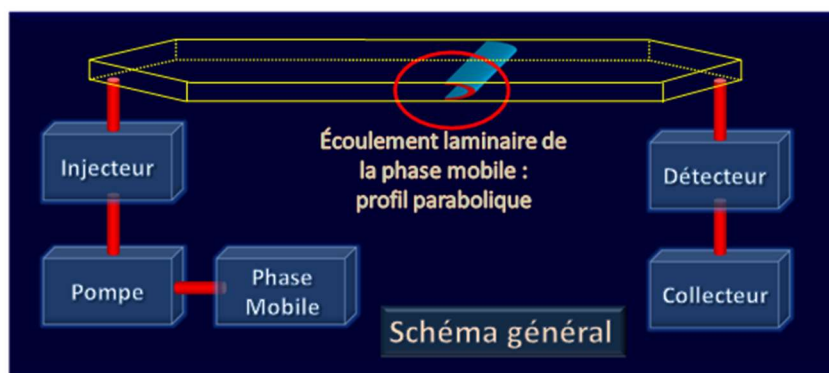 Écoulement laminaire de
la phase mobile :
profil parabolique
Injecteur
Détecteur
Pompe
Phase
Mobile
Collecteur
Schéma général